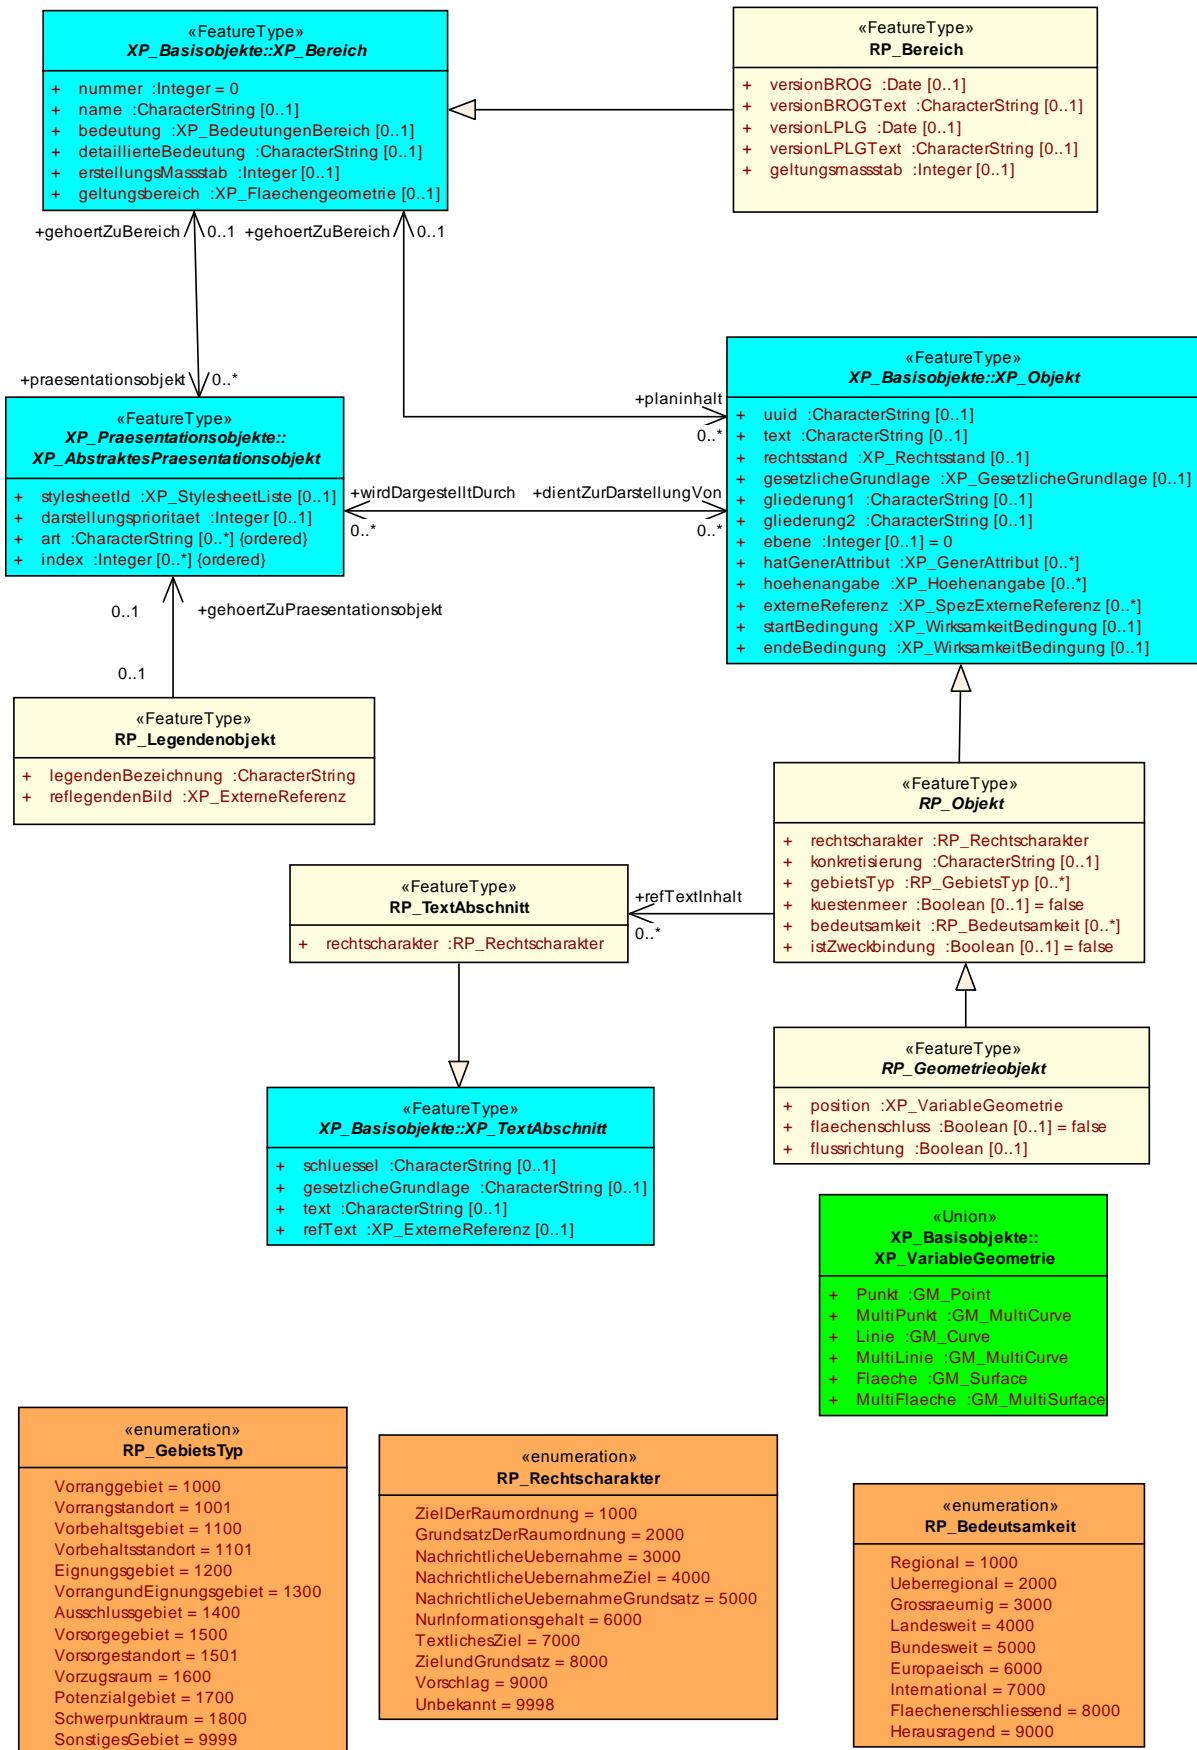 «FeatureType»
XP_Basisobjekte::XP_Bereich
+ nummer :Integer = 0
+ name :CharacterString [0..1]
+ bedeutung :XP_BedeutungenBereich [0..1]
+ detaillierteBedeutung :CharacterString [0..1]
+ erstellungsMassstab :Integer [0..1]
+ geltungsbereich :XP_Flaechengeometrie [0..1]
«FeatureType»
RP_Bereich
+ versionBROG :Date [0..1]
+ versionBROGText :CharacterString [0..1]
+ versionLPLG :Date [0..1]
+ versionLPLGText :CharacterString [0..1]
+ geltungsmassstab :Integer [0..1]
+gehoertZuBereich 0..1 +gehoertZuBereich 0..1
+praesentationsobjekt 0..*
+planinhalt
0..*
«FeatureType»
XP_Praesentationsobjekte::
XP_AbstraktesPraesentationsobjekt
+ stylesheetId :XP_StylesheetListe [0..1]
+ darstellungsprioritaet :Integer [0..1]
+ art :CharacterString [0..*] {ordered}
+ index :Integer [0..*] {ordered}
+wirdDargestelltDurch +dientZurDarstellungVon
0..* 0..*
«FeatureType»
XP_Basisobjekte::XP_Objekt
+ uuid :CharacterString [0..1]
+ text :CharacterString [0..1]
+ rechtsstand :XP_Rechtsstand [0..1]
+ gesetzlicheGrundlage :XP_GesetzlicheGrundlage [0..1]
+ gliederung1 :CharacterString [0..1]
+ gliederung2 :CharacterString [0..1]
+ ebene :Integer [0..1] = 0
+ hatGenerAttribut :XP_GenerAttribut [0..*]
+ hoehenangabe :XP_Hoehenangabe [0..*]
+ externeReferenz :XP_SpezExterneReferenz [0..*]
+ startBedingung :XP_WirksamkeitBedingung [0..1]
+ endeBedingung :XP_WirksamkeitBedingung [0..1]
0..1 +gehoertZuPraesentationsobjekt
0..1
«FeatureType»
RP_Legendenobjekt
+ legendenBezeichnung :CharacterString
+ reflegendenBild :XP_ExterneReferenz
«FeatureType»
RP_Objekt
+ rechtscharakter :RP_Rechtscharakter
+ konkretisierung :CharacterString [0..1]
+ gebietsTyp :RP_GebietsTyp [0..*]
+ kuestenmeer :Boolean [0..1] = false
+ bedeutsamkeit :RP_Bedeutsamkeit [0..*]
+ istZweckbindung :Boolean [0..1] = false
«FeatureType»
RP_TextAbschnitt
+ rechtscharakter :RP_Rechtscharakter
+refTextInhalt
0..*
«FeatureType»
RP_Geometrieobjekt
+ position :XP_VariableGeometrie
+ flaechenschluss :Boolean [0..1] = false
+ flussrichtung :Boolean [0..1]
«FeatureType»
XP_Basisobjekte::XP_TextAbschnitt
+ schluessel :CharacterString [0..1]
+ gesetzlicheGrundlage :CharacterString [0..1]
+ text :CharacterString [0..1]
+ refText :XP_ExterneReferenz [0..1]
«Union»
XP_Basisobjekte::
XP_VariableGeometrie
+ Punkt :GM_Point
+ MultiPunkt :GM_MultiCurve
+ Linie :GM_Curve
+ MultiLinie :GM_MultiCurve
+ Flaeche :GM_Surface
+ MultiFlaeche :GM_MultiSurface
«enumeration»
RP_GebietsTyp
Vorranggebiet = 1000
Vorrangstandort = 1001
Vorbehaltsgebiet = 1100
Vorbehaltsstandort = 1101
Eignungsgebiet = 1200
VorrangundEignungsgebiet = 1300
Ausschlussgebiet = 1400
Vorsorgegebiet = 1500
Vorsorgestandort = 1501
Vorzugsraum = 1600
Potenzialgebiet = 1700
Schwerpunktraum = 1800
SonstigesGebiet = 9999
«enumeration»
RP_Rechtscharakter
ZielDerRaumordnung = 1000
GrundsatzDerRaumordnung = 2000
NachrichtlicheUebernahme = 3000
NachrichtlicheUebernahmeZiel = 4000
NachrichtlicheUebernahmeGrundsatz = 5000
NurInformationsgehalt = 6000
TextlichesZiel = 7000
ZielundGrundsatz = 8000
Vorschlag = 9000
Unbekannt = 9998
«enumeration»
RP_Bedeutsamkeit
Regional = 1000
Ueberregional = 2000
Grossraeumig = 3000
Landesweit = 4000
Bundesweit = 5000
Europaeisch = 6000
International = 7000
Flaechenerschliessend = 8000
Herausragend = 9000